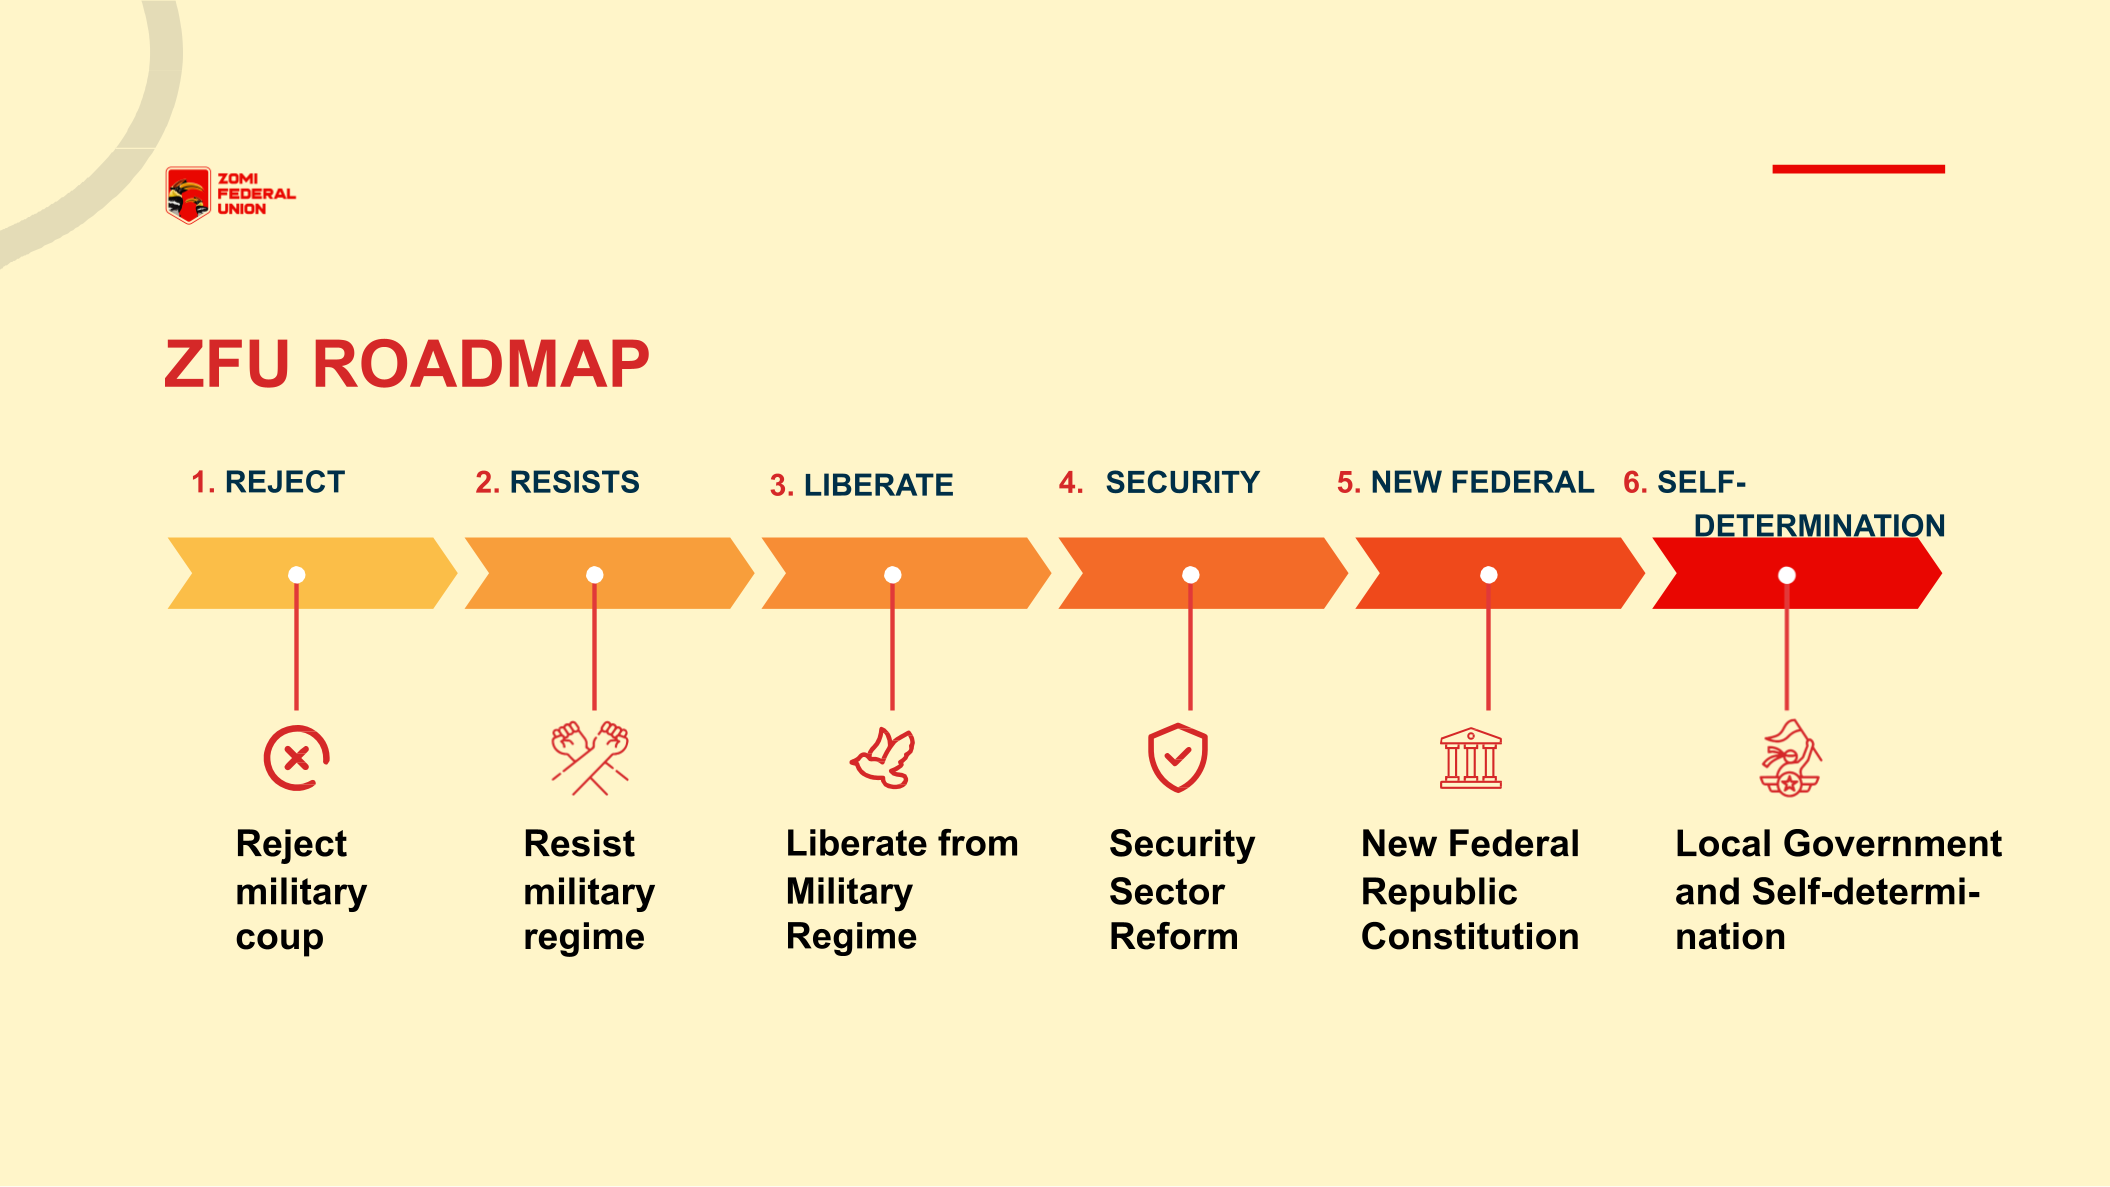 ZOMI
FEDERAL
UNION
ZFU ROADMAP
1. REJECT
2. RESISTS
3. LIBERATE
4. SECURITY
5. NEW FEDERAL
6. SELF-
DETERMINATION
Reject
military
coup
Resist
military
regime
Liberate from
Military
Regime
Security
Sector
Reform
New Federal
Republic
Constitution
Local Government
and Self-determi-
nation